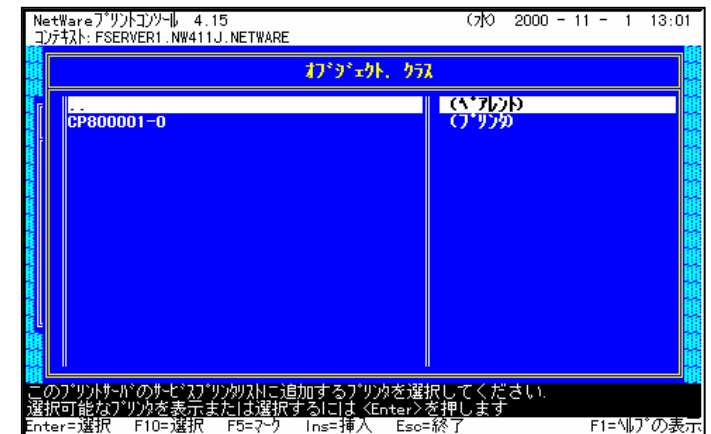 NetWareﾌﾟﾘﾝﾄｺﾝｿｰﾙ 4.15 (水) 2000 - 11 - 1 13:01
ｺﾝﾃｷｽﾄ: FSERVER1.NW411J.NETWARE
ｵﾌﾞｼﾞｪｸﾄ. ｸﾗｽ
.. (ﾍﾟｱﾚﾝﾄ)
CP800001-0 (ﾌﾟﾘﾝﾀ)
このﾌﾟﾘﾝﾄｻｰﾊﾞのｻｰﾋﾞｽﾌﾟﾘﾝﾀﾘｽﾄに追加するﾌﾟﾘﾝﾀを選択してください.
選択可能なﾌﾟﾘﾝﾀを表示または選択するには <Enter>を押します
Enter=選択 F10=選択 F5=ﾏｰｸ Ins=挿入 Esc=終了 F1=ﾍﾙﾌﾟの表示